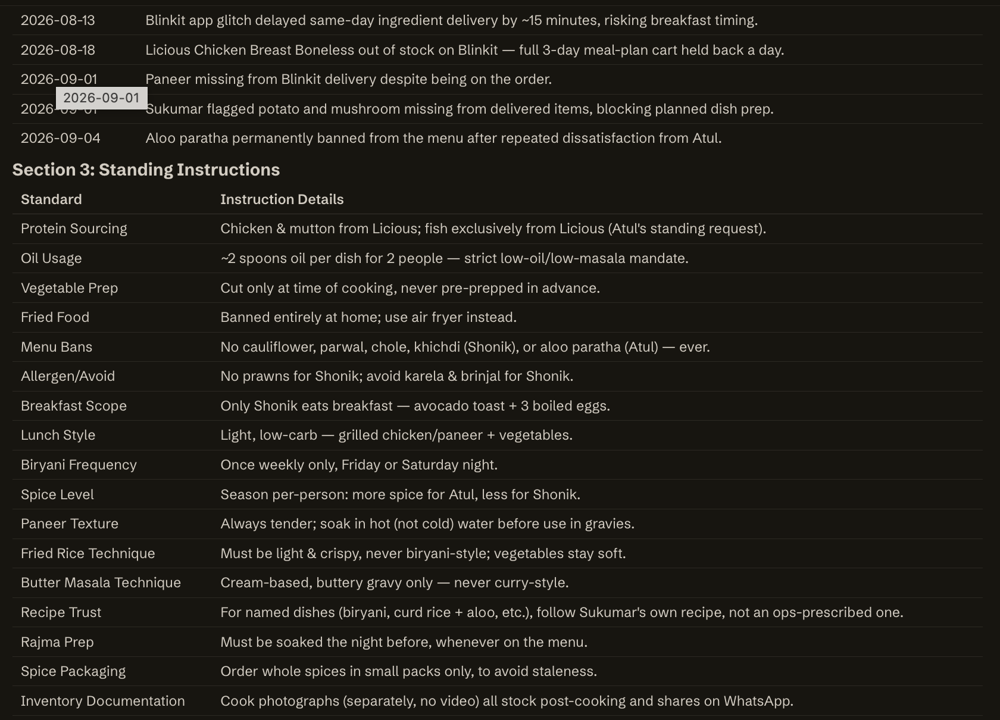 2026-08-13 Blinkit app glitch delayed same-day ingredient delivery by ~15 minutes, risking breakfast timing.
2026-08-18 Licious Chicken Breast Boneless out of stock on Blinkit — full 3-day meal-plan cart held back a day.
2026-09-01 Paneer missing from Blinkit delivery despite being on the order.
2026-09-01
2026-09-01 Sukumar flagged potato and mushroom missing from delivered items, blocking planned dish prep.
2026-09-04 Aloo paratha permanently banned from the menu after repeated dissatisfaction from Atul.
Section 3: Standing Instructions
Standard Instruction Details
Protein Sourcing Chicken & mutton from Licious; fish exclusively from Licious (Atul's standing request).
Oil Usage ~2 spoons oil per dish for 2 people — strict low-oil/low-masala mandate.
Vegetable Prep Cut only at time of cooking, never pre-prepped in advance.
Fried Food Banned entirely at home; use air fryer instead.
Menu Bans No cauliflower, parwal, chole, khichdi (Shonik), or aloo paratha (Atul) — ever.
Allergen/Avoid No prawns for Shonik; avoid karela & brinjal for Shonik.
Breakfast Scope Only Shonik eats breakfast — avocado toast + 3 boiled eggs.
Lunch Style Light, low-carb — grilled chicken/paneer + vegetables.
Biryani Frequency Once weekly only, Friday or Saturday night.
Spice Level Season per-person: more spice for Atul, less for Shonik.
Paneer Texture Always tender; soak in hot (not cold) water before use in gravies.
Fried Rice Technique Must be light & crispy, never biryani-style; vegetables stay soft.
Butter Masala Technique Cream-based, buttery gravy only — never curry-style.
Recipe Trust For named dishes (biryani, curd rice + aloo, etc.), follow Sukumar's own recipe, not an ops-prescribed one.
Rajma Prep Must be soaked the night before, whenever on the menu.
Spice Packaging Order whole spices in small packs only, to avoid staleness.
Inventory Documentation Cook photographs (separately, no video) all stock post-cooking and shares on WhatsApp.